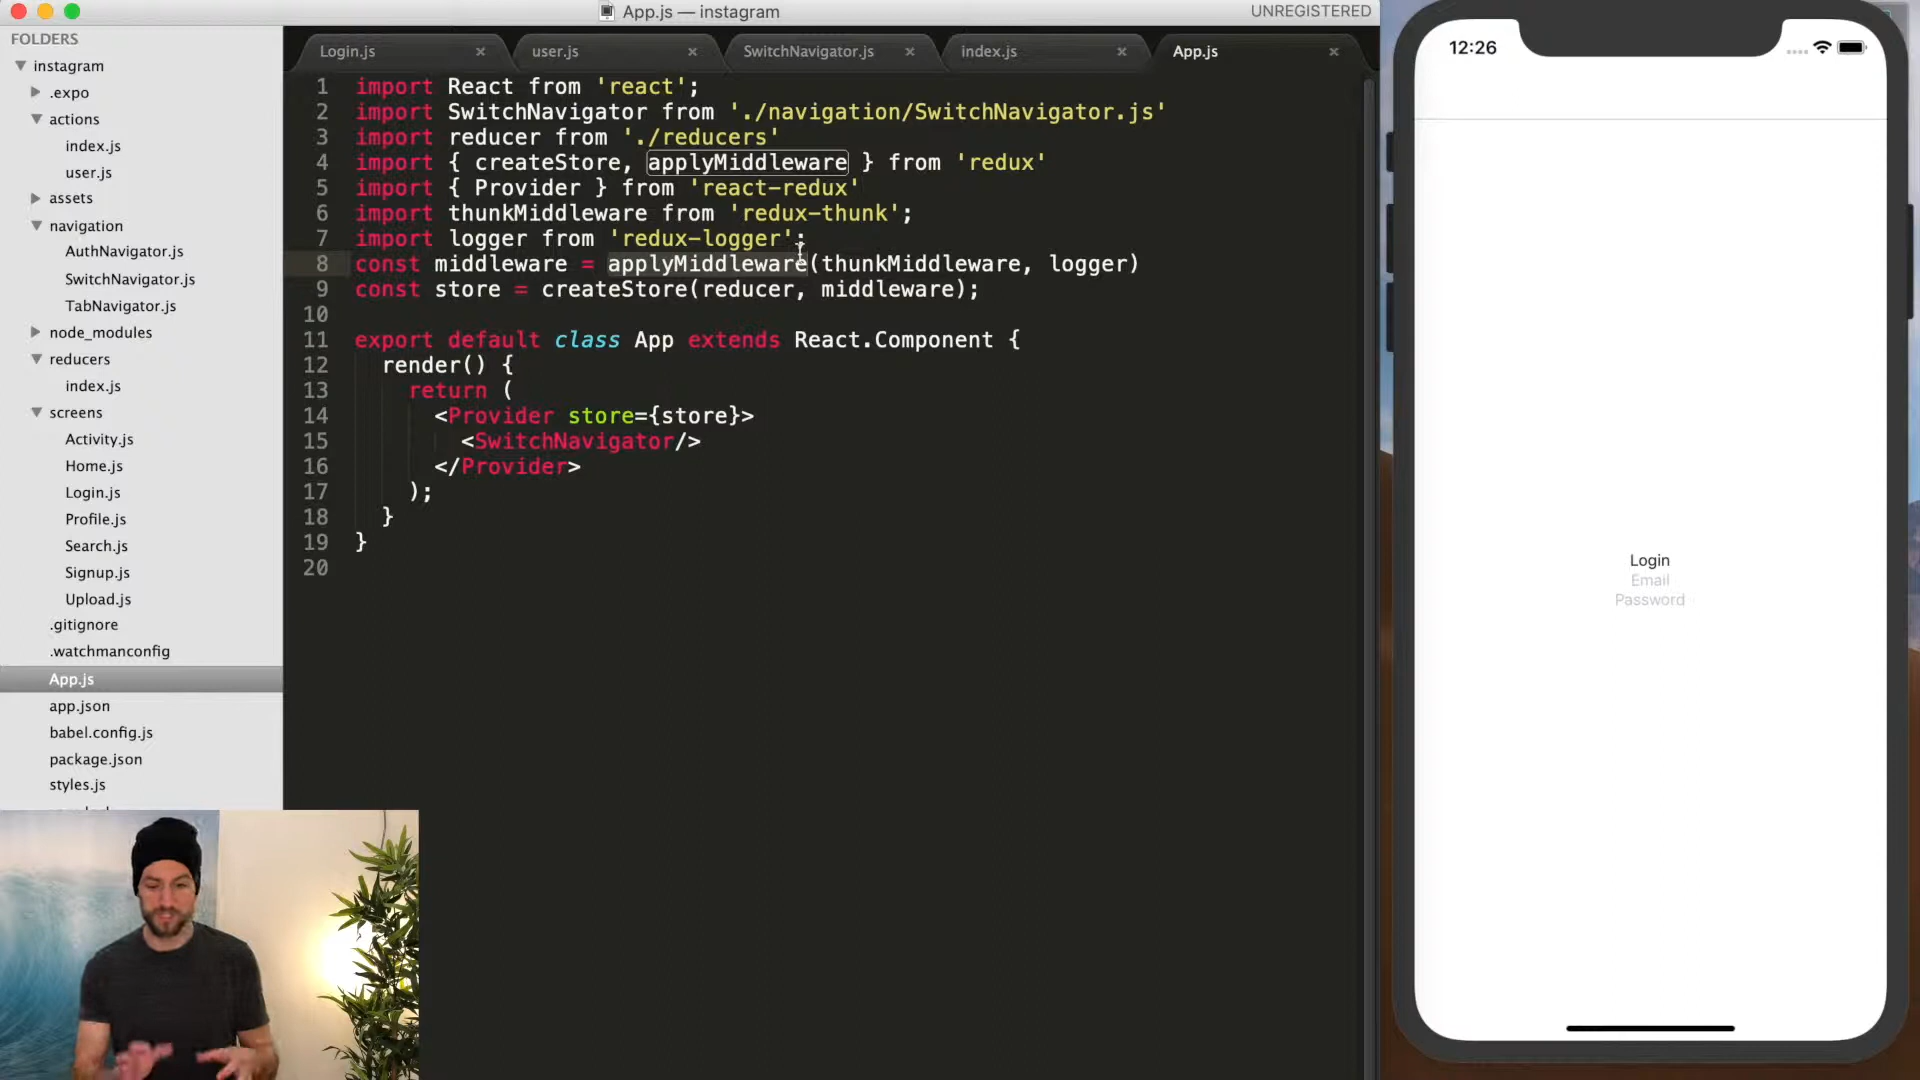 App.js — instagram
UNREGISTERED
FOLDERS
instagram
.expo
actions
index.js
user.js
assets
navigation
AuthNavigator.js
SwitchNavigator.js
TabNavigator.js
node_modules
reducers
index.js
screens
Activity.js
Home.js
Login.js
Profile.js
Search.js
Signup.js
Upload.js
.gitignore
.watchmanconfig
App.js
app.json
babel.config.js
package.json
styles.js
Login.js
user.js
SwitchNavigator.js
index.js
App.js
1 import React from 'react';
2 import SwitchNavigator from './navigation/SwitchNavigator.js'
3 import reducer from './reducers'
4 import { createStore, applyMiddleware } from 'redux'
5 import { Provider } from 'react-redux'
6 import thunkMiddleware from 'redux-thunk';
7 import logger from 'redux-logger';
8 const middleware = applyMiddleware(thunkMiddleware, logger)
9 const store = createStore(reducer, middleware);
10
11 export default class App extends React.Component {
12 render() {
13 return (
14 <Provider store={store}>
15 <SwitchNavigator/>
16 </Provider>
17 );
18 }
19 }
20
12:26
Login
Email
Password